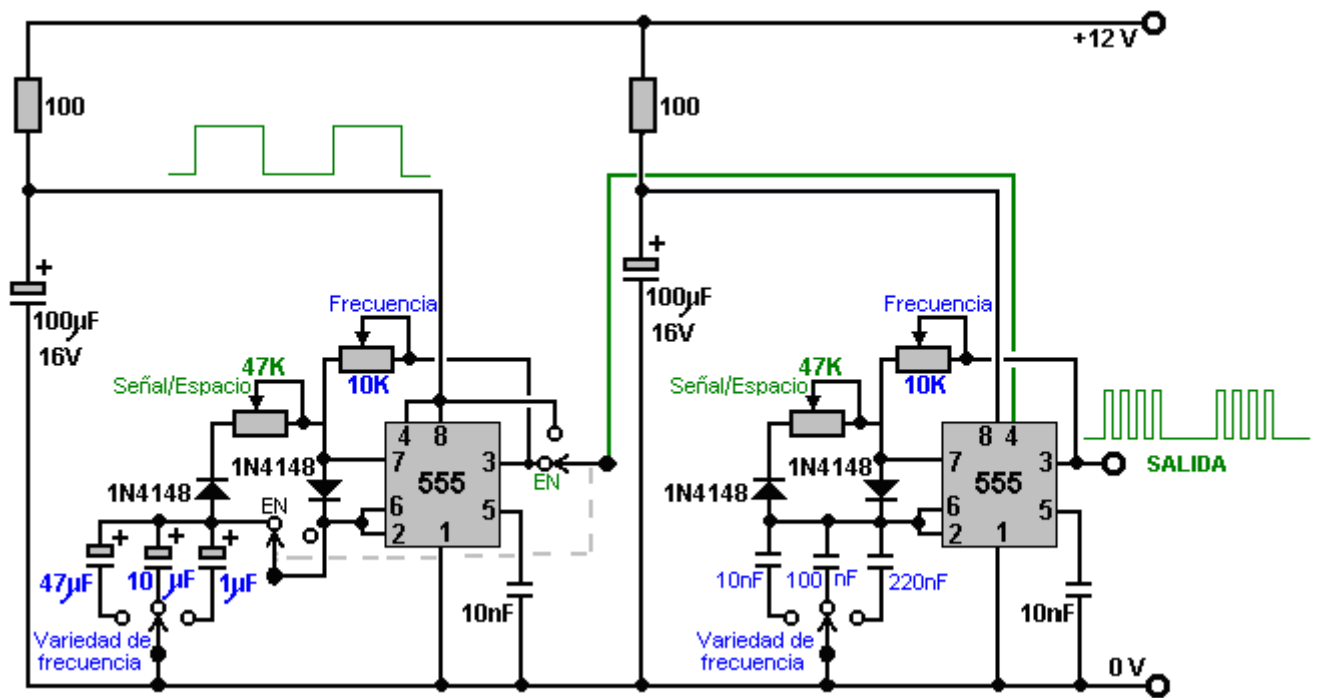 +12 V
100
100
+
100µF
16V
+
100µF
16V
Frecuencia
47K
Señal/Espacio
10K
Frecuencia
47K
Señal/Espacio
10K
4 8
7
3
555
6
5
2
1
1N4148
1N4148
EN
EN
+
+
+
47µF
10 µF
1µF
10nF
Variedad de
frecuencia
8 4
7
3
555
6
5
2
1
1N4148
1N4148
SALIDA
10nF
100 nF
220nF
10nF
Variedad de
frecuencia
0 V